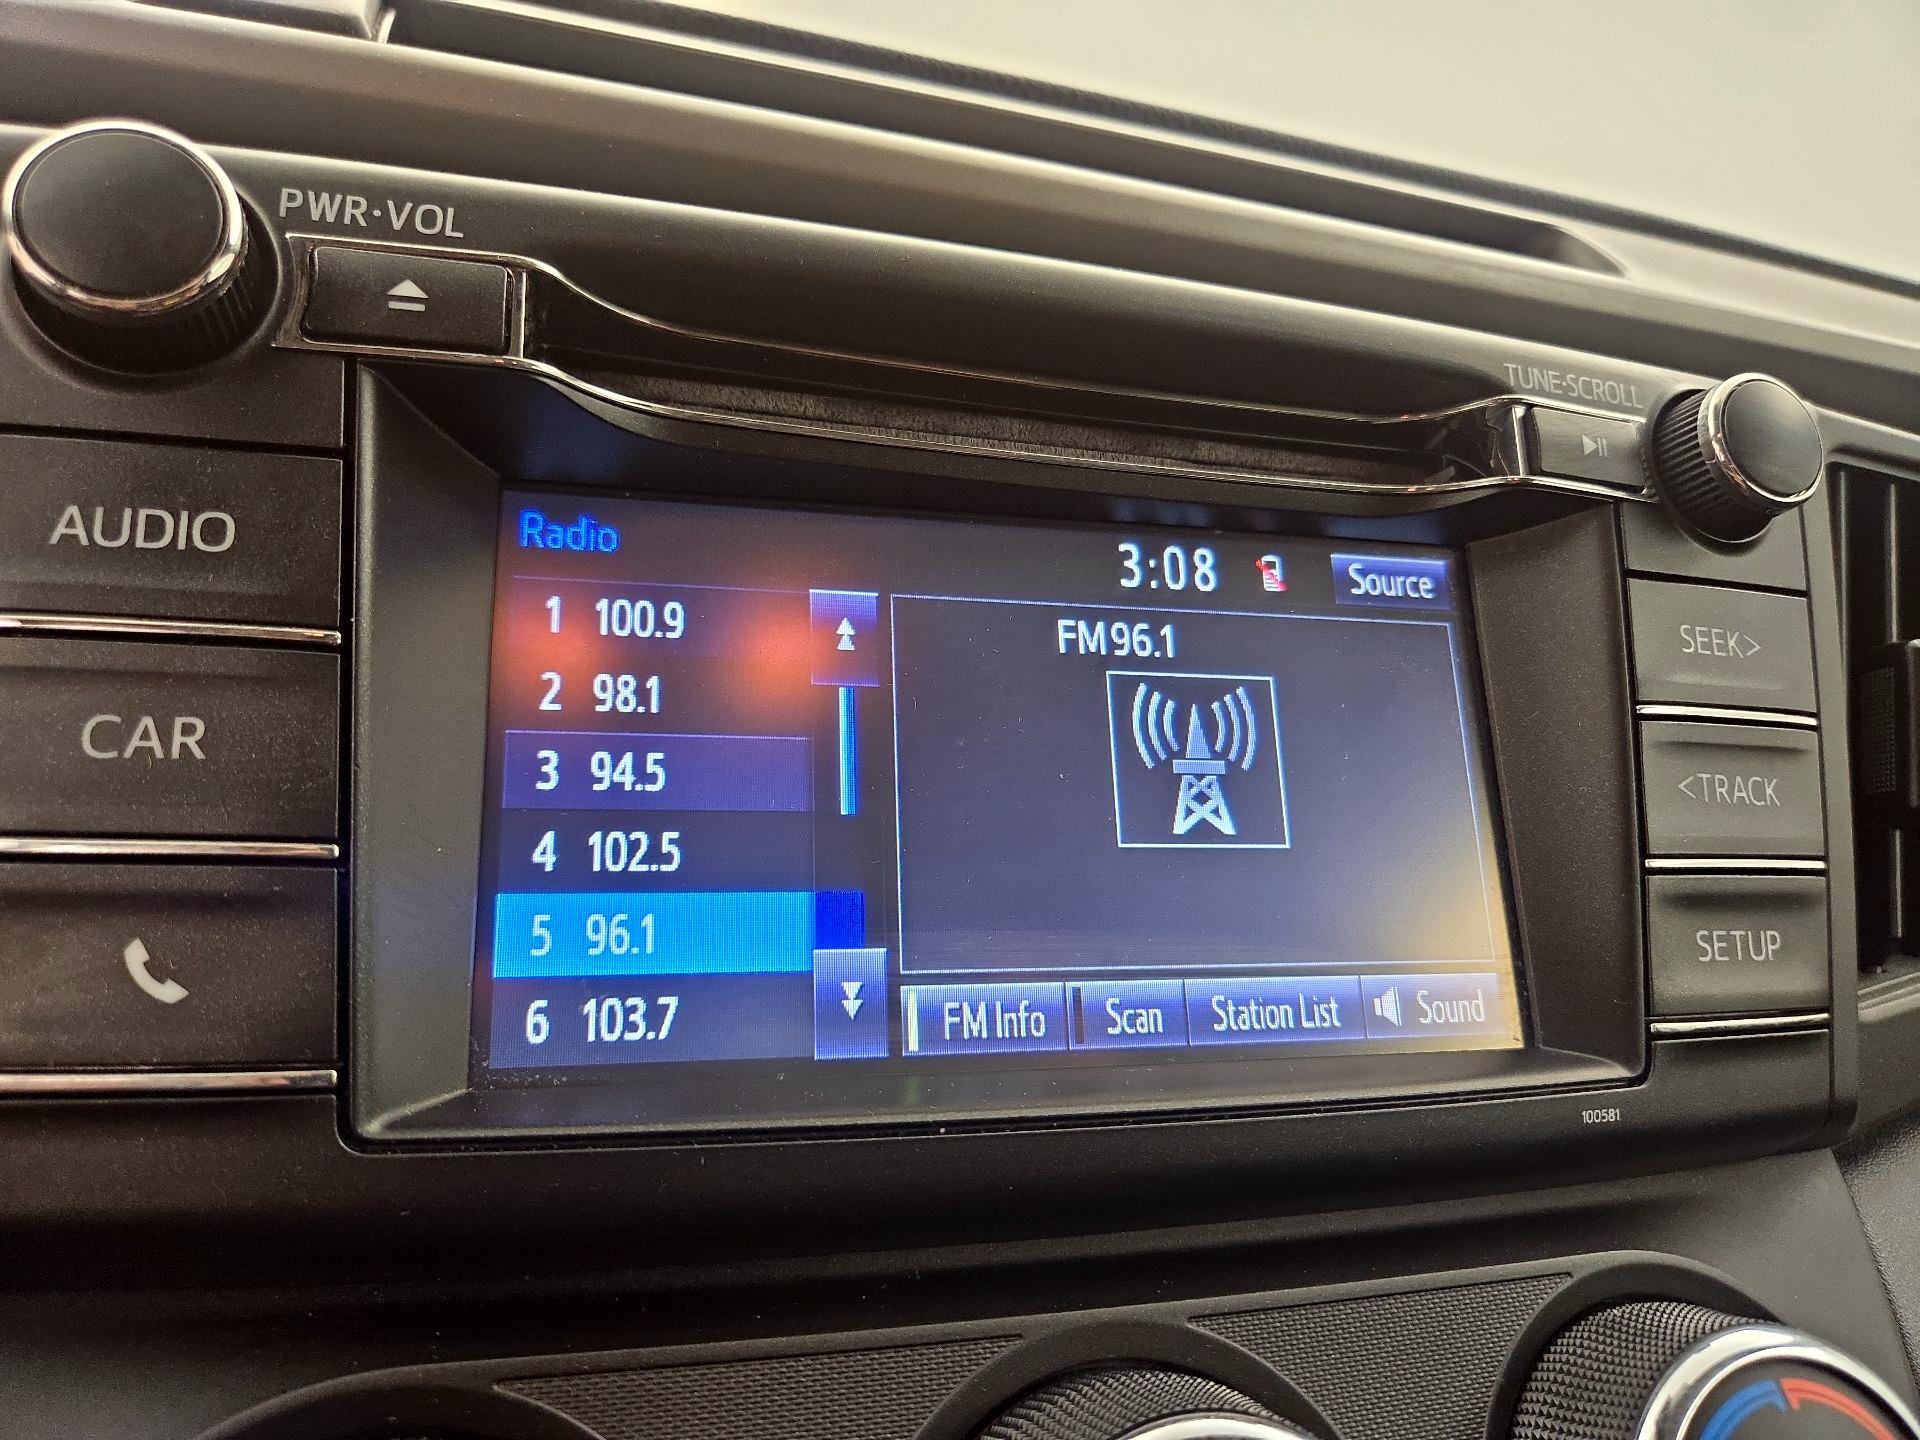 PWR·VOL
TUNE·SCROLL
AUDIO
CAR
Radio
3:08
Source
1 100.9
2 98.1
3 94.5
4 102.5
5 96.1
6 103.7
FM 96.1
FM Info
Scan
Station List
Sound
SEEK>
<TRACK
SETUP
100581